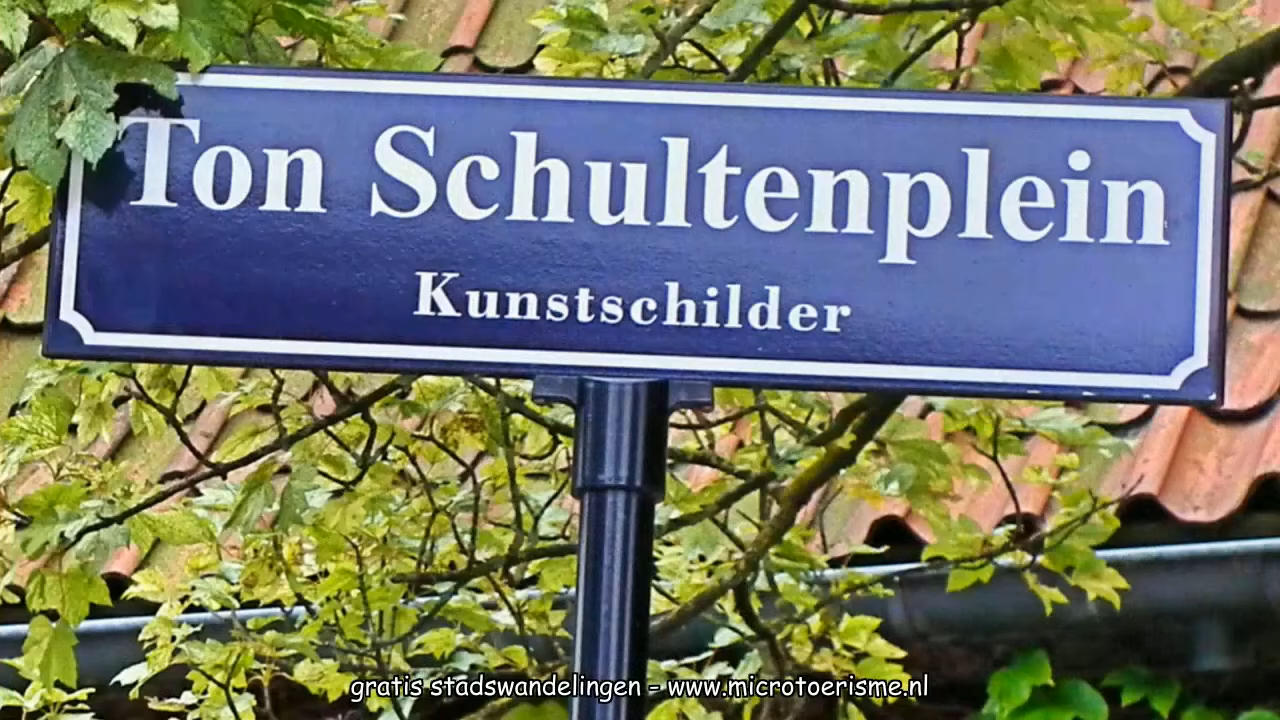 Ton Schultenplein
Kunstschilder
gratis stadswandelingen - www.microtoerisme.nl